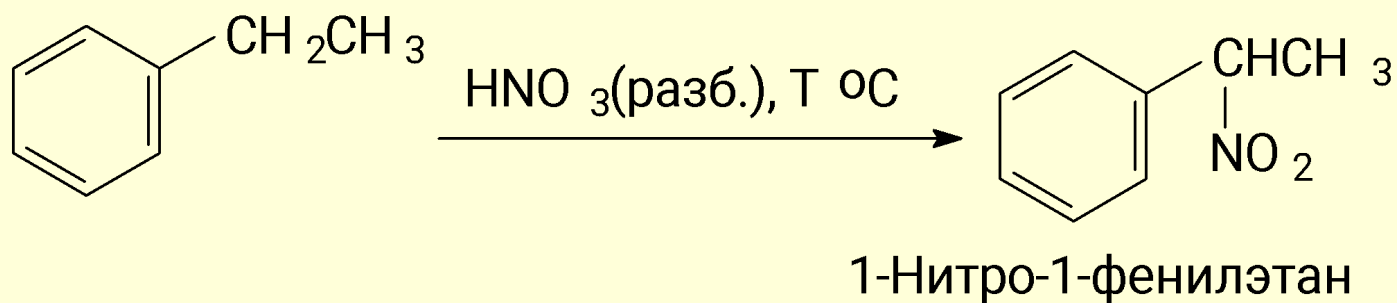 CH2CH3
HNO3(разб.), T oC
CHCH3
NO2
1-Нитро-1-фенилэтан